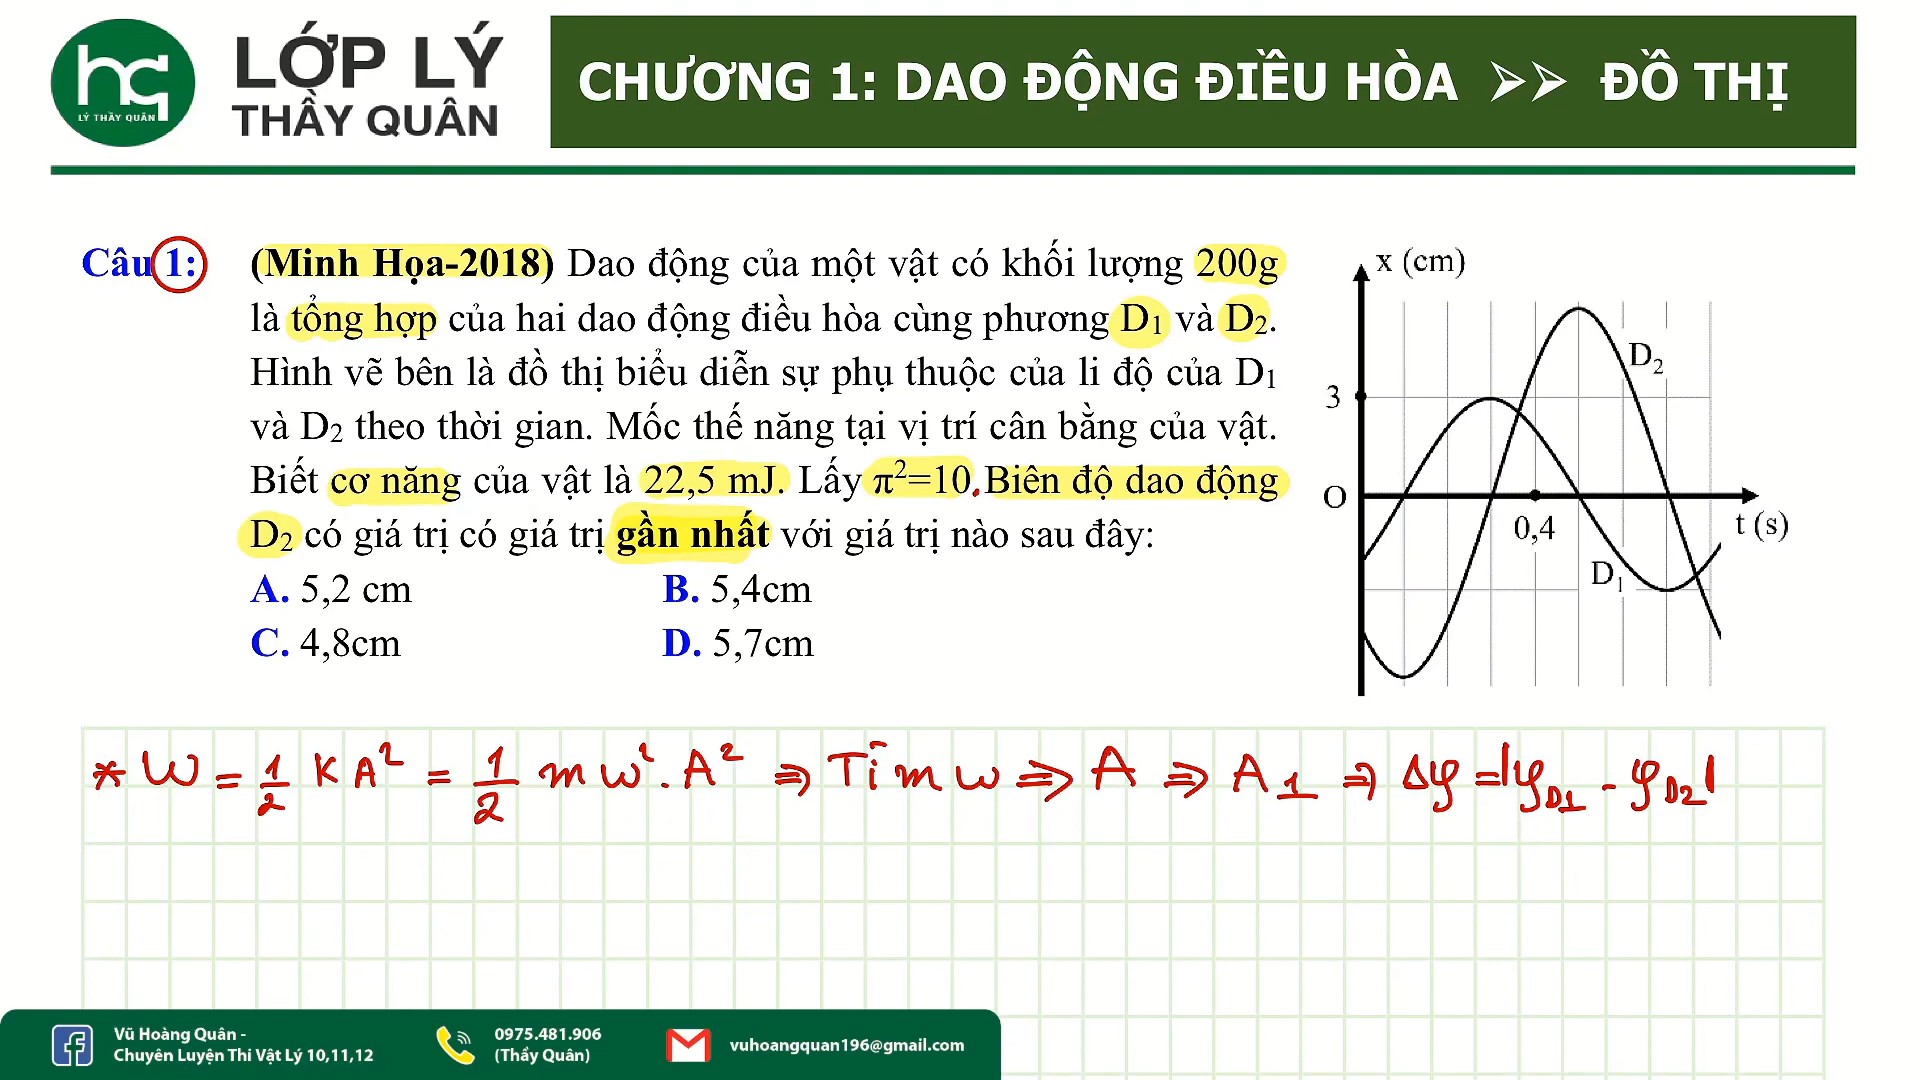 hq
LÝ THẦY QUÂN
LỚP LÝ
THẦY QUÂN
CHƯƠNG 1: DAO ĐỘNG ĐIỀU HÒA ➢➢ ĐỒ THỊ
Câu 1: (Minh Họa-2018) Dao động của một vật có khối lượng 200g
là tổng hợp của hai dao động điều hòa cùng phương D₁ và D₂.
Hình vẽ bên là đồ thị biểu diễn sự phụ thuộc của li độ của D₁
và D₂ theo thời gian. Mốc thế năng tại vị trí cân bằng của vật.
Biết cơ năng của vật là 22,5 mJ. Lấy π²=10. Biên độ dao động
D₂ có giá trị có giá trị gần nhất với giá trị nào sau đây:
A. 5,2 cm B. 5,4cm
C. 4,8cm D. 5,7cm
x (cm)
D₂
3
O
0,4
t (s)
D₁
* W = 1/2 KA² = 1/2 mω².A² ⇒ Tìm ω ⇒ A ⇒ A₁ ⇒ Δφ = |φD1 - φD2|
Vũ Hoàng Quân -
Chuyên Luyện Thi Vật Lý 10,11,12
0975.481.906
(Thầy Quân)
vuhoangquan196@gmail.com